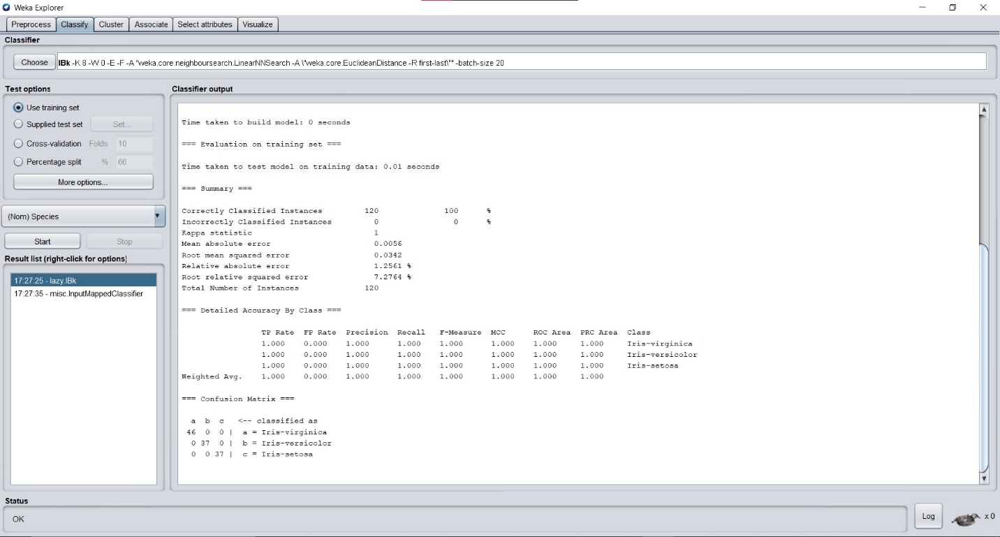 Weka Explorer
Preprocess Classify Cluster Associate Select attributes Visualize
Classifier
Choose IBk -K 8 -W 0 -E -F -A "weka.core.neighboursearch.LinearNNSearch -A \"weka.core.EuclideanDistance -R first-last\"" -batch-size 20
Test options
Use training set
Supplied test set Set...
Cross-validation Folds 10
Percentage split % 66
More options...
(Nom) Species
Start Stop
Result list (right-click for options)
17:27:25 - lazy.IBk
17:27:35 - misc.InputMappedClassifier
Classifier output
Time taken to build model: 0 seconds
=== Evaluation on training set ===
Time taken to test model on training data: 0.01 seconds
=== Summary ===
Correctly Classified Instances 120 100 %
Incorrectly Classified Instances 0 0 %
Kappa statistic 1
Mean absolute error 0.0056
Root mean squared error 0.0342
Relative absolute error 1.2561 %
Root relative squared error 7.2764 %
Total Number of Instances 120
=== Detailed Accuracy By Class ===
TP Rate FP Rate Precision Recall F-Measure MCC ROC Area PRC Area Class
1.000 0.000 1.000 1.000 1.000 1.000 1.000 1.000 Iris-virginica
1.000 0.000 1.000 1.000 1.000 1.000 1.000 1.000 Iris-versicolor
1.000 0.000 1.000 1.000 1.000 1.000 1.000 1.000 Iris-setosa
Weighted Avg. 1.000 0.000 1.000 1.000 1.000 1.000 1.000 1.000
=== Confusion Matrix ===
a b c <-- classified as
46 0 0 | a = Iris-virginica
0 37 0 | b = Iris-versicolor
0 0 37 | c = Iris-setosa
Status
OK
Log x 0